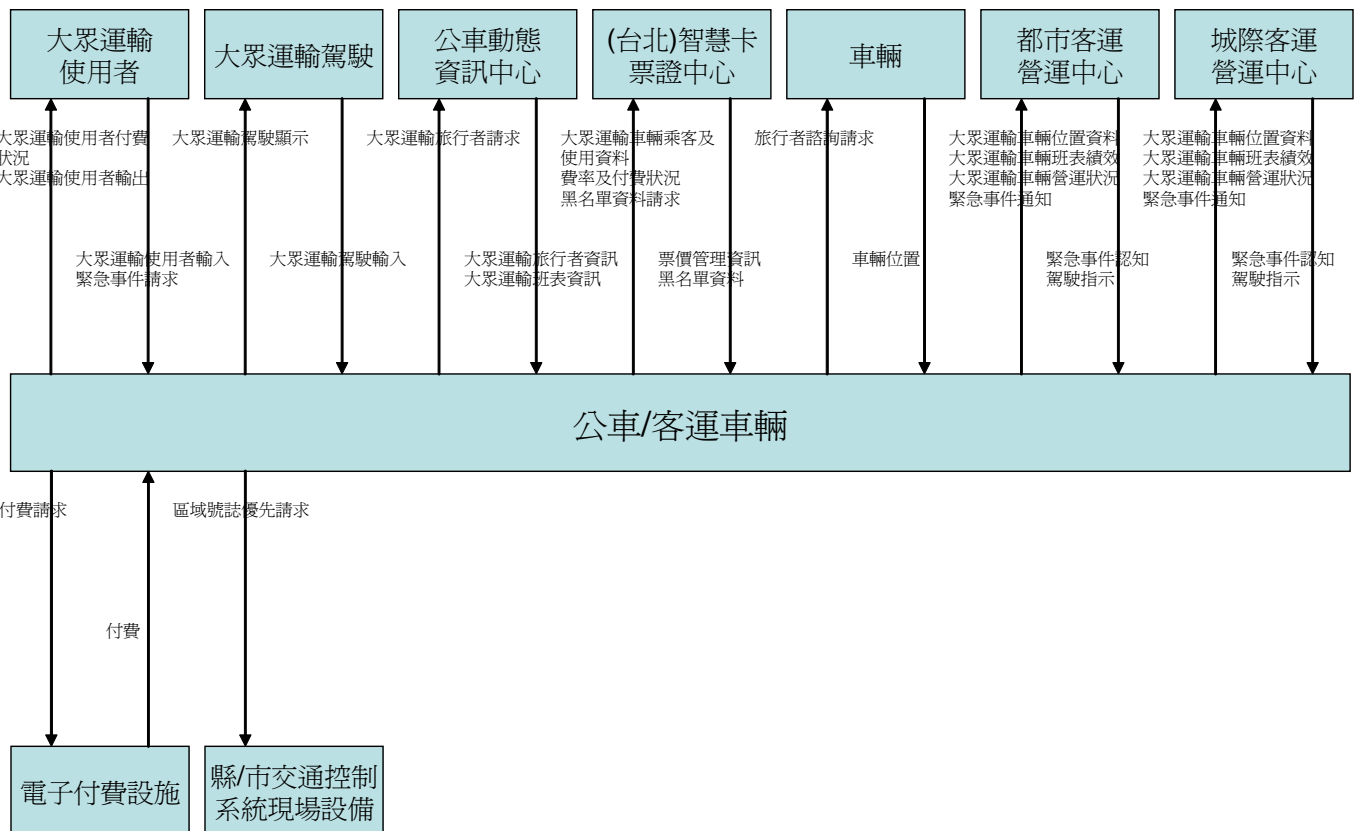 大眾運輸
使用者
大眾運輸駕駛
公車動態
資訊中心
(台北)智慧卡
票證中心
車輛
都市客運
營運中心
城際客運
營運中心
大眾運輸使用者付費
狀況
大眾運輸使用者輸出
大眾運輸駕駛顯示
大眾運輸旅行者請求
大眾運輸車輛乘客及
使用資料
費率及付費狀況
黑名單資料請求
旅行者諮詢請求
大眾運輸車輛位置資料
大眾運輸車輛班表績效
大眾運輸車輛營運狀況
緊急事件通知
大眾運輸車輛位置資料
大眾運輸車輛班表績效
大眾運輸車輛營運狀況
緊急事件通知
大眾運輸使用者輸入
緊急事件請求
大眾運輸駕駛輸入
大眾運輸旅行者資訊
大眾運輸班表資訊
票價管理資訊
黑名單資料
車輛位置
緊急事件認知
駕駛指示
緊急事件認知
駕駛指示
公車/客運車輛
付費請求
區域號誌優先請求
付費
電子付費設施
縣/市交通控制
系統現場設備